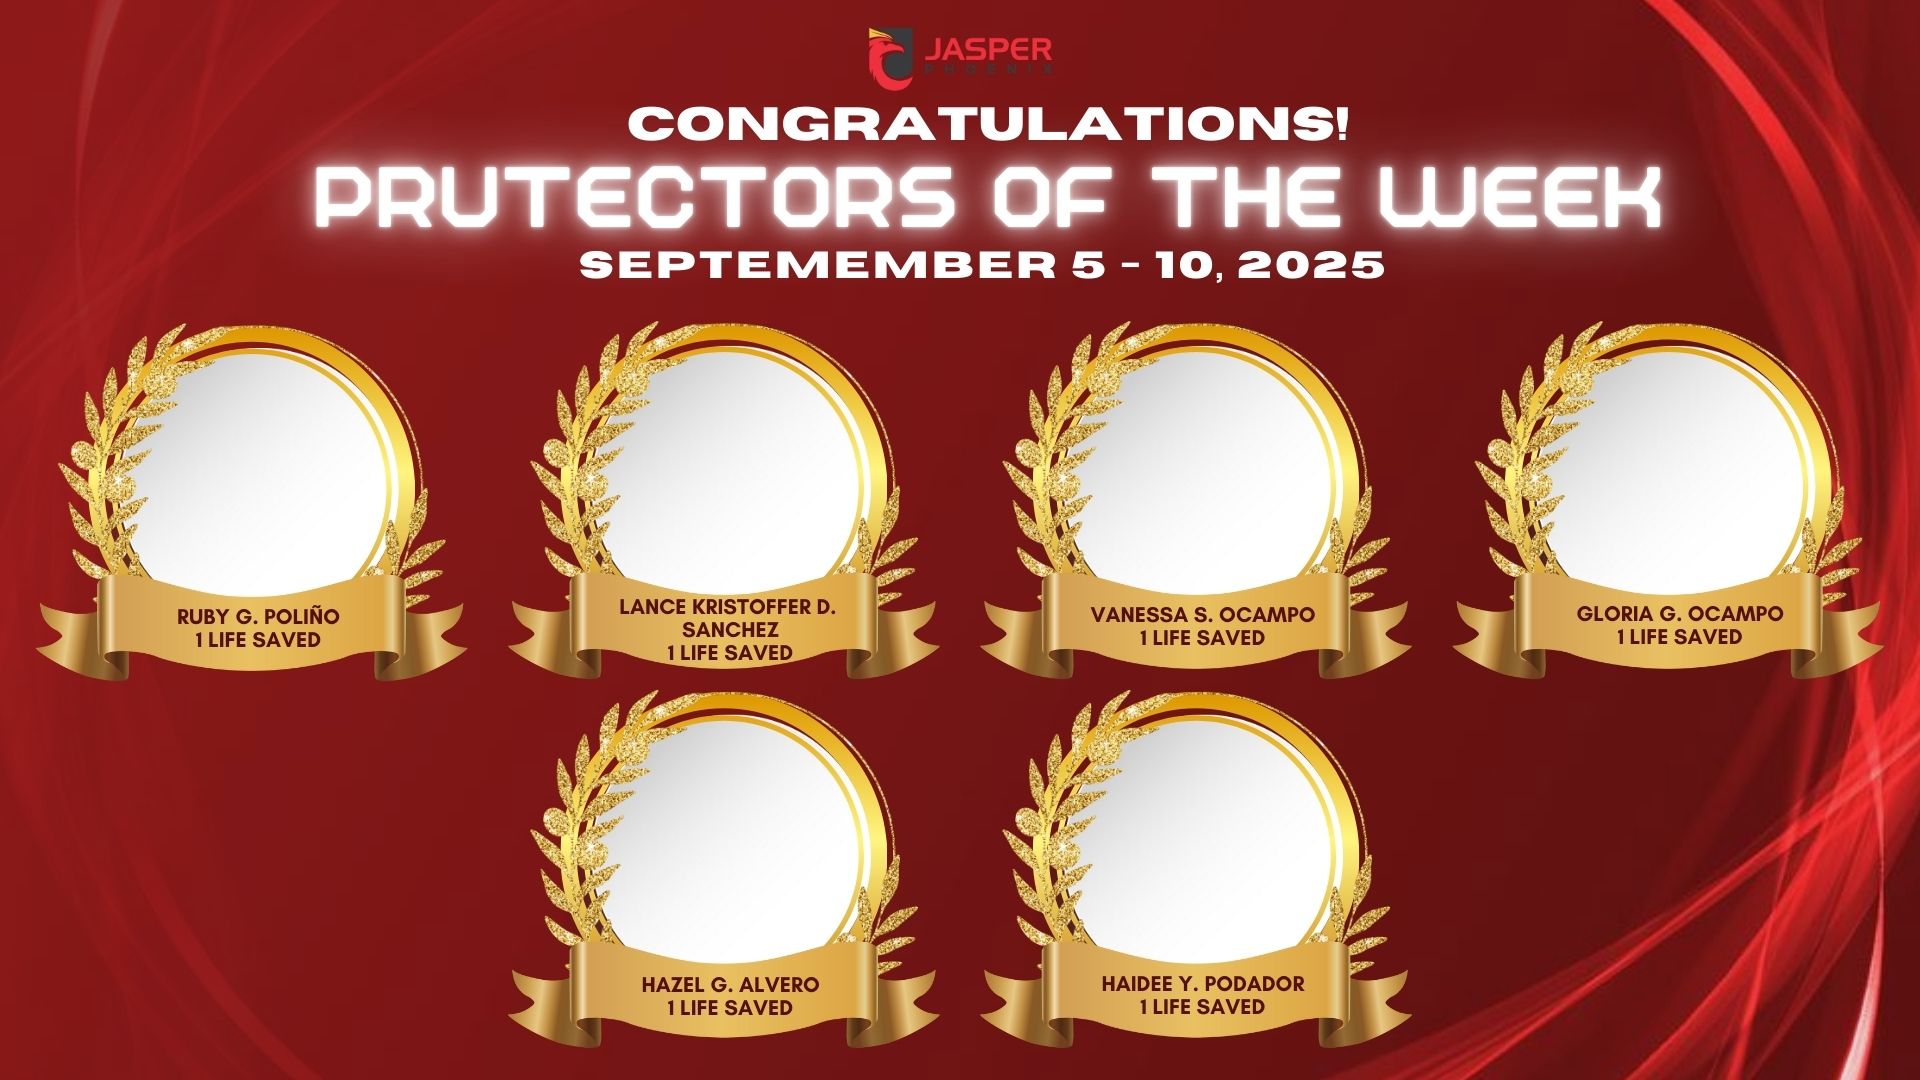 JASPER
PHOENIX
CONGRATULATIONS!
PRUTECTORS OF THE WEEK
SEPTEMEMBER 5 - 10, 2025
RUBY G. POLIÑO
1 LIFE SAVED
LANCE KRISTOFFER D.
SANCHEZ
1 LIFE SAVED
VANESSA S. OCAMPO
1 LIFE SAVED
GLORIA G. OCAMPO
1 LIFE SAVED
HAZEL G. ALVERO
1 LIFE SAVED
HAIDEE Y. PODADOR
1 LIFE SAVED